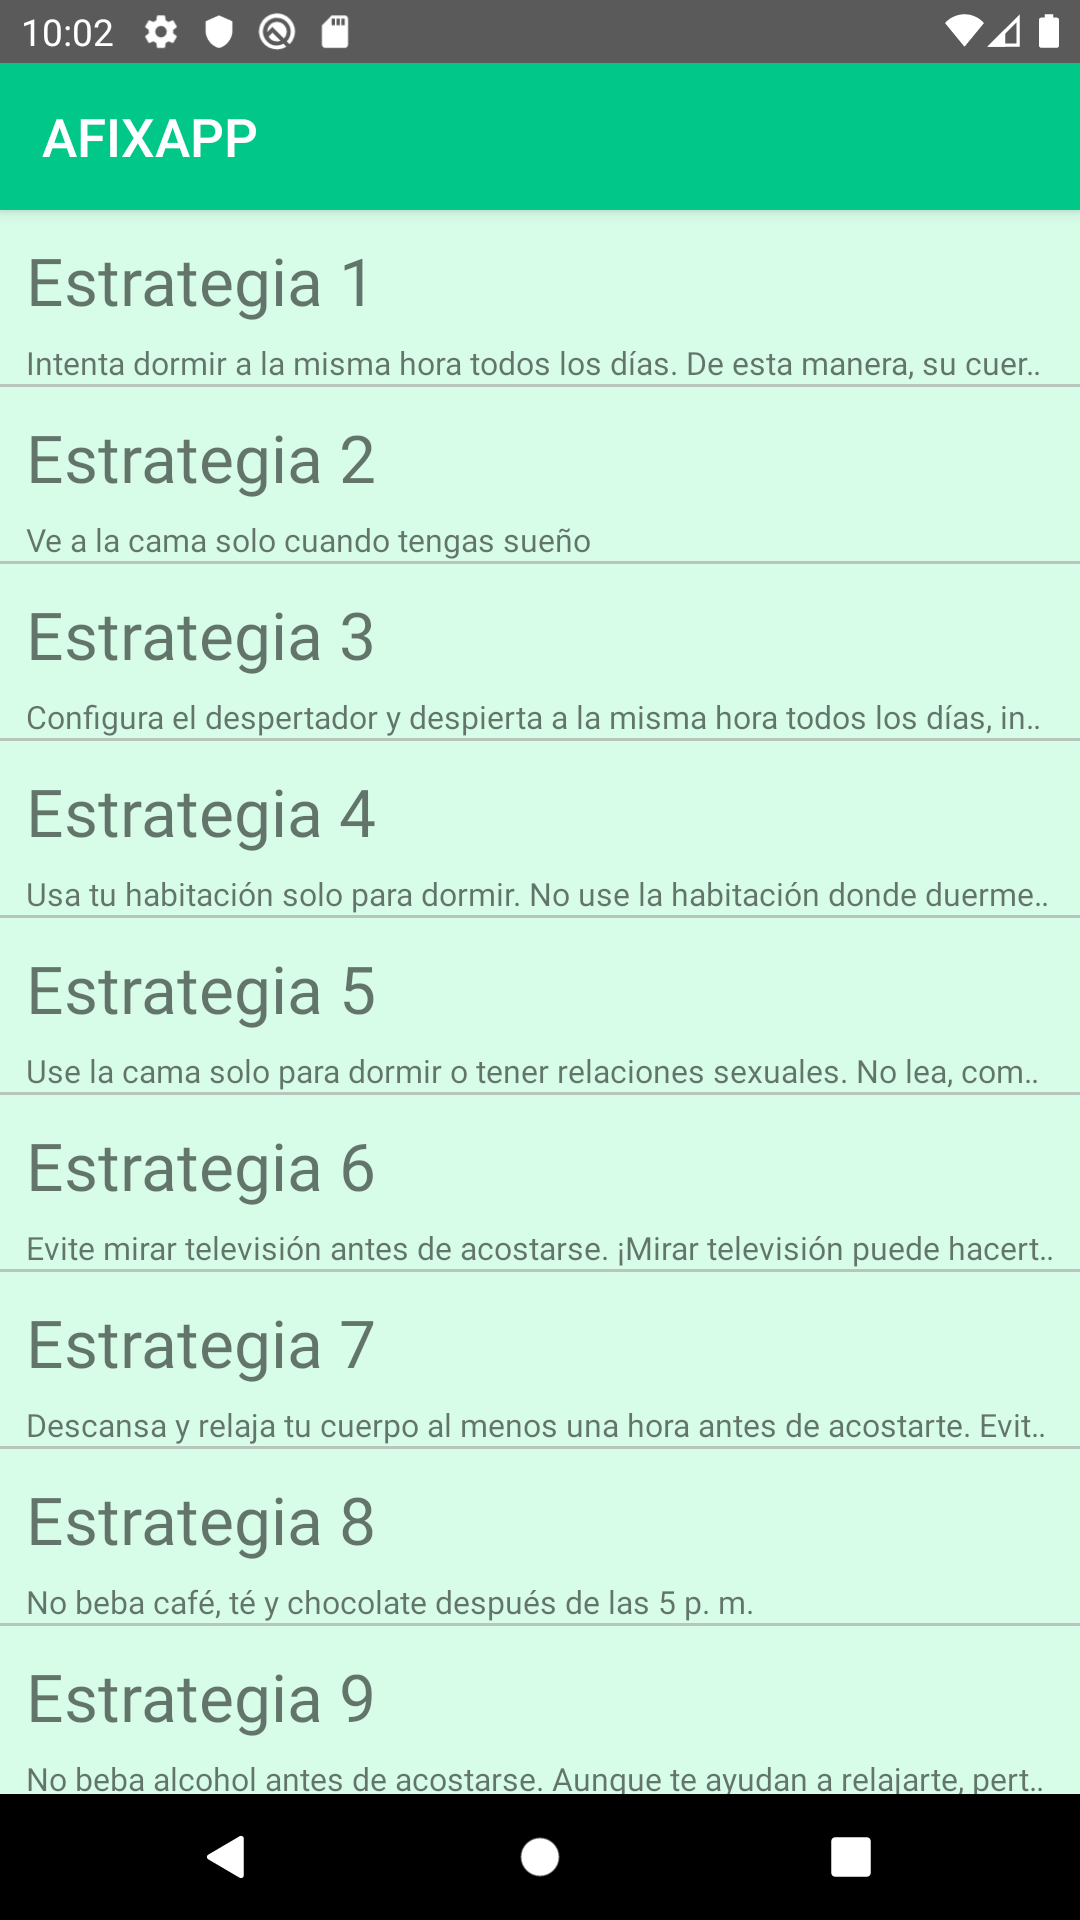 10:02
AFIXAPP
Estrategia 1
Intenta dormir a la misma hora todos los días. De esta manera, su cuer..
Estrategia 2
Ve a la cama solo cuando tengas sueño
Estrategia 3
Configura el despertador y despierta a la misma hora todos los días, in..
Estrategia 4
Usa tu habitación solo para dormir. No use la habitación donde duerme..
Estrategia 5
Use la cama solo para dormir o tener relaciones sexuales. No lea, com..
Estrategia 6
Evite mirar televisión antes de acostarse. ¡Mirar televisión puede hacert..
Estrategia 7
Descansa y relaja tu cuerpo al menos una hora antes de acostarte. Evit..
Estrategia 8
No beba café, té y chocolate después de las 5 p. m.
Estrategia 9
No beba alcohol antes de acostarse. Aunque te ayudan a relajarte, pert..